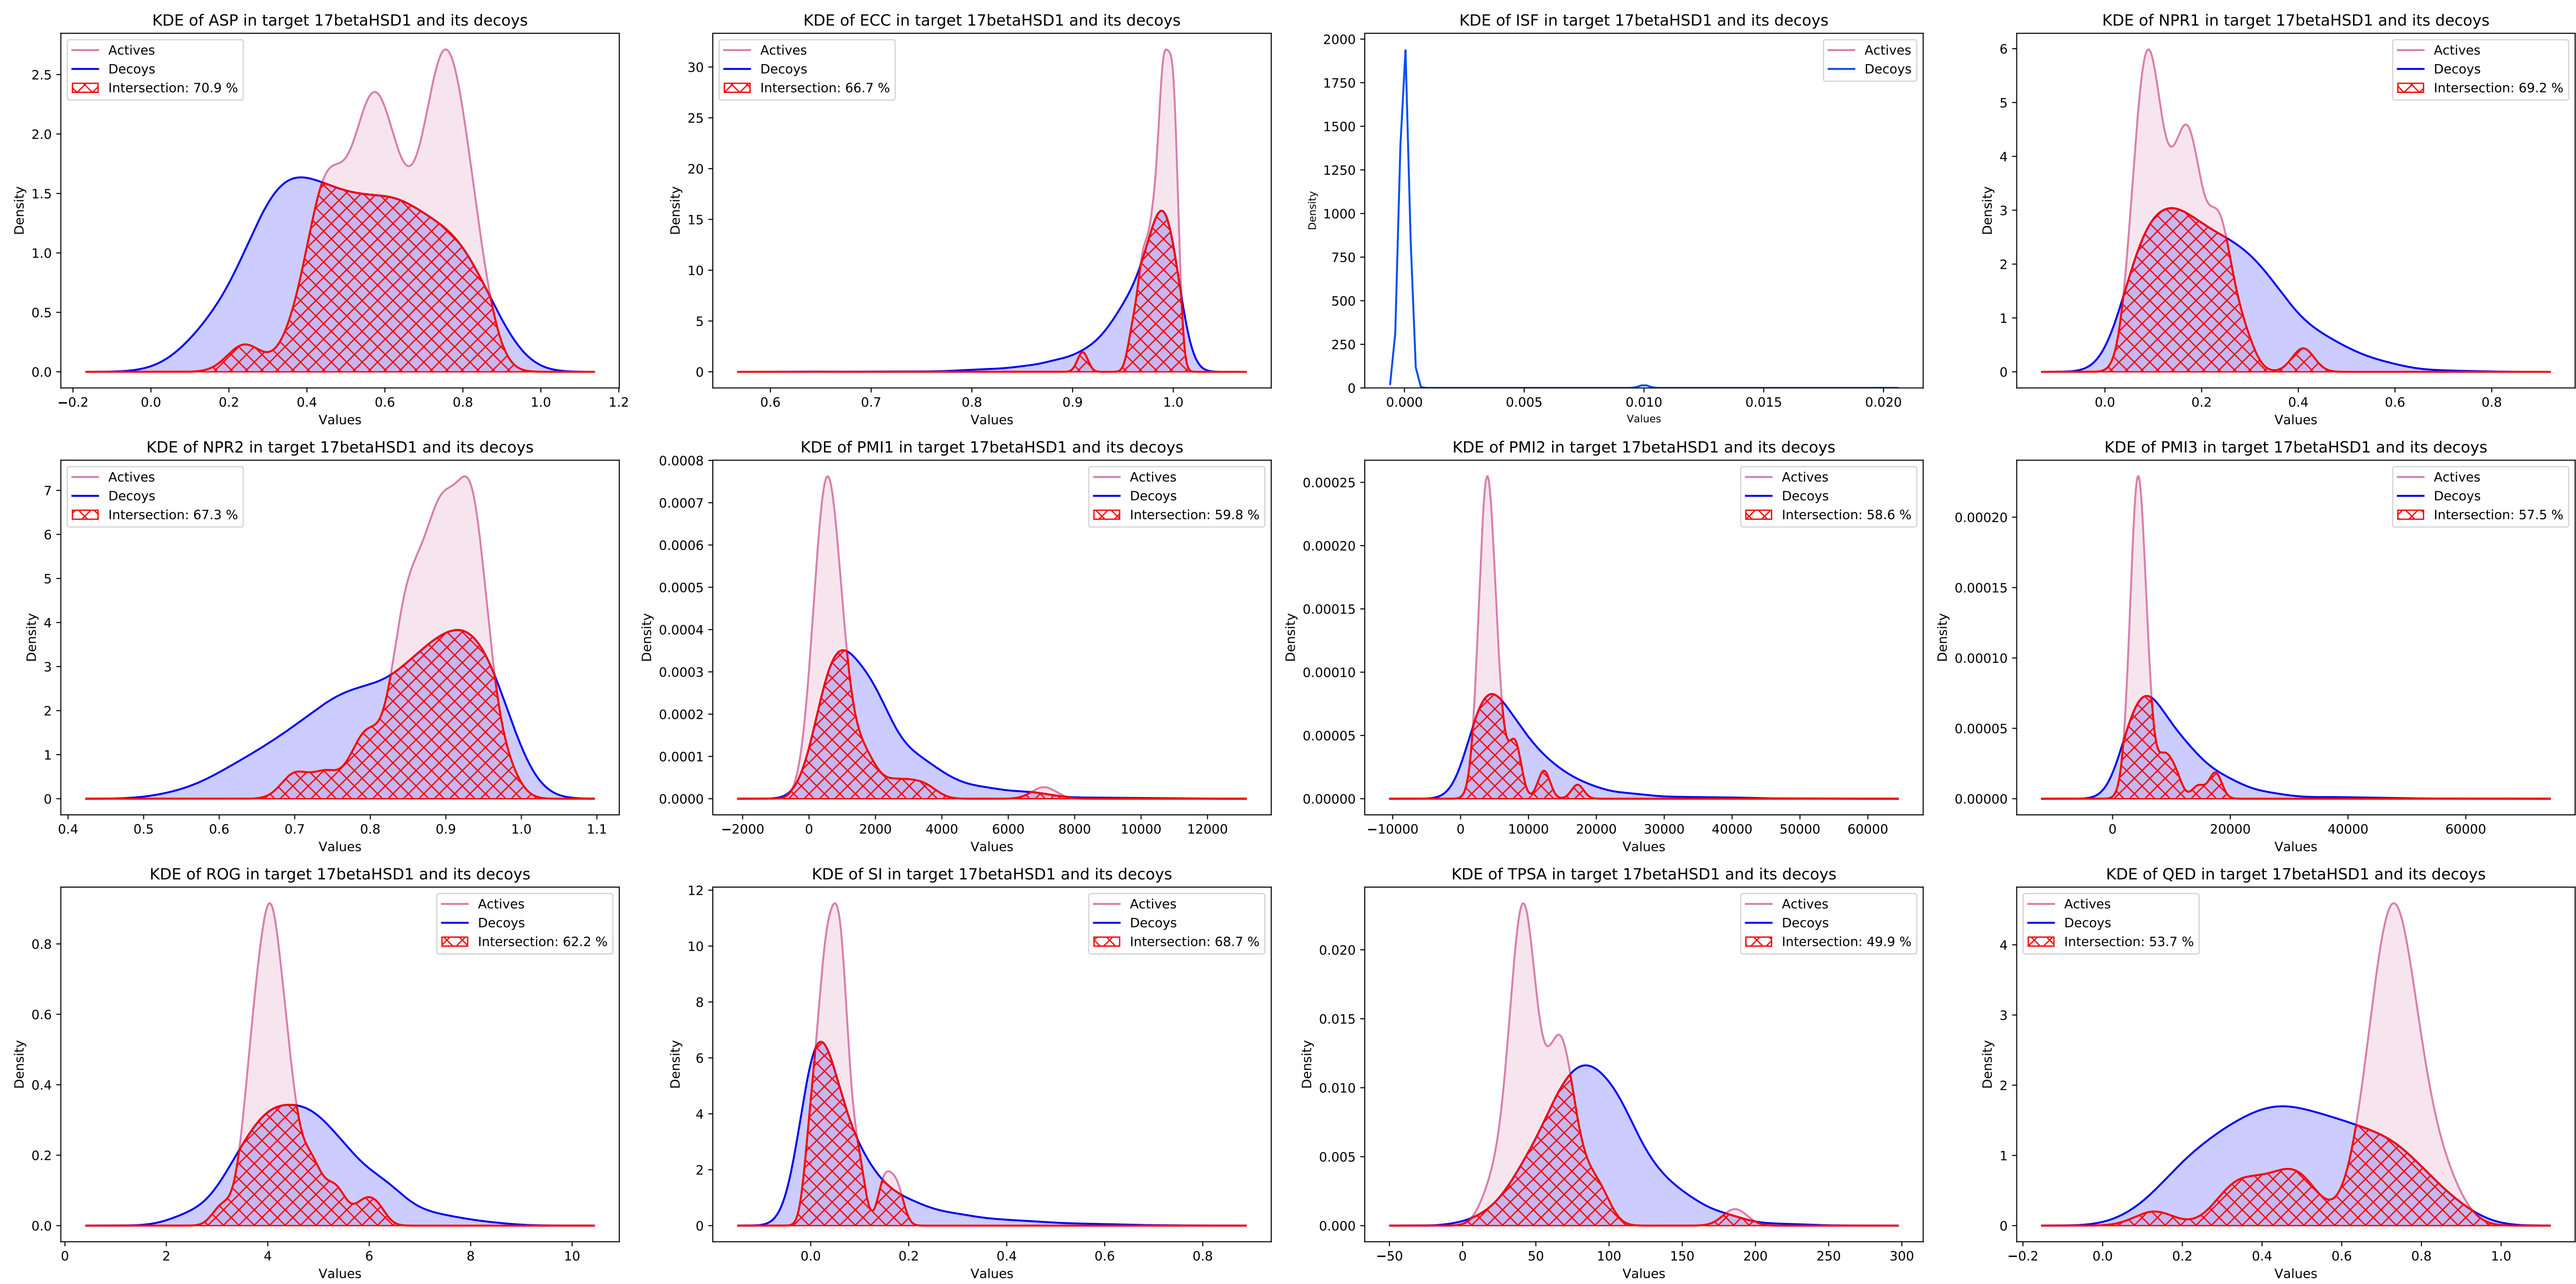 KDE of ASP in target 17betaHSD1 and its decoys
Actives
Decoys
Intersection: 70.9 %
Density
2.5
2.0
1.5
1.0
0.5
0.0
−0.2 0.0 0.2 0.4 0.6 0.8 1.0 1.2
Values
KDE of ECC in target 17betaHSD1 and its decoys
Actives
Decoys
Intersection: 66.7 %
Density
30
25
20
15
10
5
0
0.6 0.7 0.8 0.9 1.0
Values
KDE of ISF in target 17betaHSD1 and its decoys
Actives
Decoys
Density
2000
1750
1500
1250
1000
750
500
250
0
0.000 0.005 0.010 0.015 0.020
Values
KDE of NPR1 in target 17betaHSD1 and its decoys
Actives
Decoys
Intersection: 69.2 %
Density
6
5
4
3
2
1
0
0.0 0.2 0.4 0.6 0.8
Values
KDE of NPR2 in target 17betaHSD1 and its decoys
Actives
Decoys
Intersection: 67.3 %
Density
7
6
5
4
3
2
1
0
0.4 0.5 0.6 0.7 0.8 0.9 1.0 1.1
Values
KDE of PMI1 in target 17betaHSD1 and its decoys
Actives
Decoys
Intersection: 59.8 %
Density
0.0008
0.0007
0.0006
0.0005
0.0004
0.0003
0.0002
0.0001
0.0000
−2000 0 2000 4000 6000 8000 10000 12000
Values
KDE of PMI2 in target 17betaHSD1 and its decoys
Actives
Decoys
Intersection: 58.6 %
Density
0.00025
0.00020
0.00015
0.00010
0.00005
0.00000
−10000 0 10000 20000 30000 40000 50000 60000
Values
KDE of PMI3 in target 17betaHSD1 and its decoys
Actives
Decoys
Intersection: 57.5 %
Density
0.00020
0.00015
0.00010
0.00005
0.00000
0 20000 40000 60000
Values
KDE of ROG in target 17betaHSD1 and its decoys
Actives
Decoys
Intersection: 62.2 %
Density
0.8
0.6
0.4
0.2
0.0
0 2 4 6 8 10
Values
KDE of SI in target 17betaHSD1 and its decoys
Actives
Decoys
Intersection: 68.7 %
Density
12
10
8
6
4
2
0
0.0 0.2 0.4 0.6 0.8
Values
KDE of TPSA in target 17betaHSD1 and its decoys
Actives
Decoys
Intersection: 49.9 %
Density
0.020
0.015
0.010
0.005
0.000
−50 0 50 100 150 200 250 300
Values
KDE of QED in target 17betaHSD1 and its decoys
Actives
Decoys
Intersection: 53.7 %
Density
4
3
2
1
0
−0.2 0.0 0.2 0.4 0.6 0.8 1.0
Values